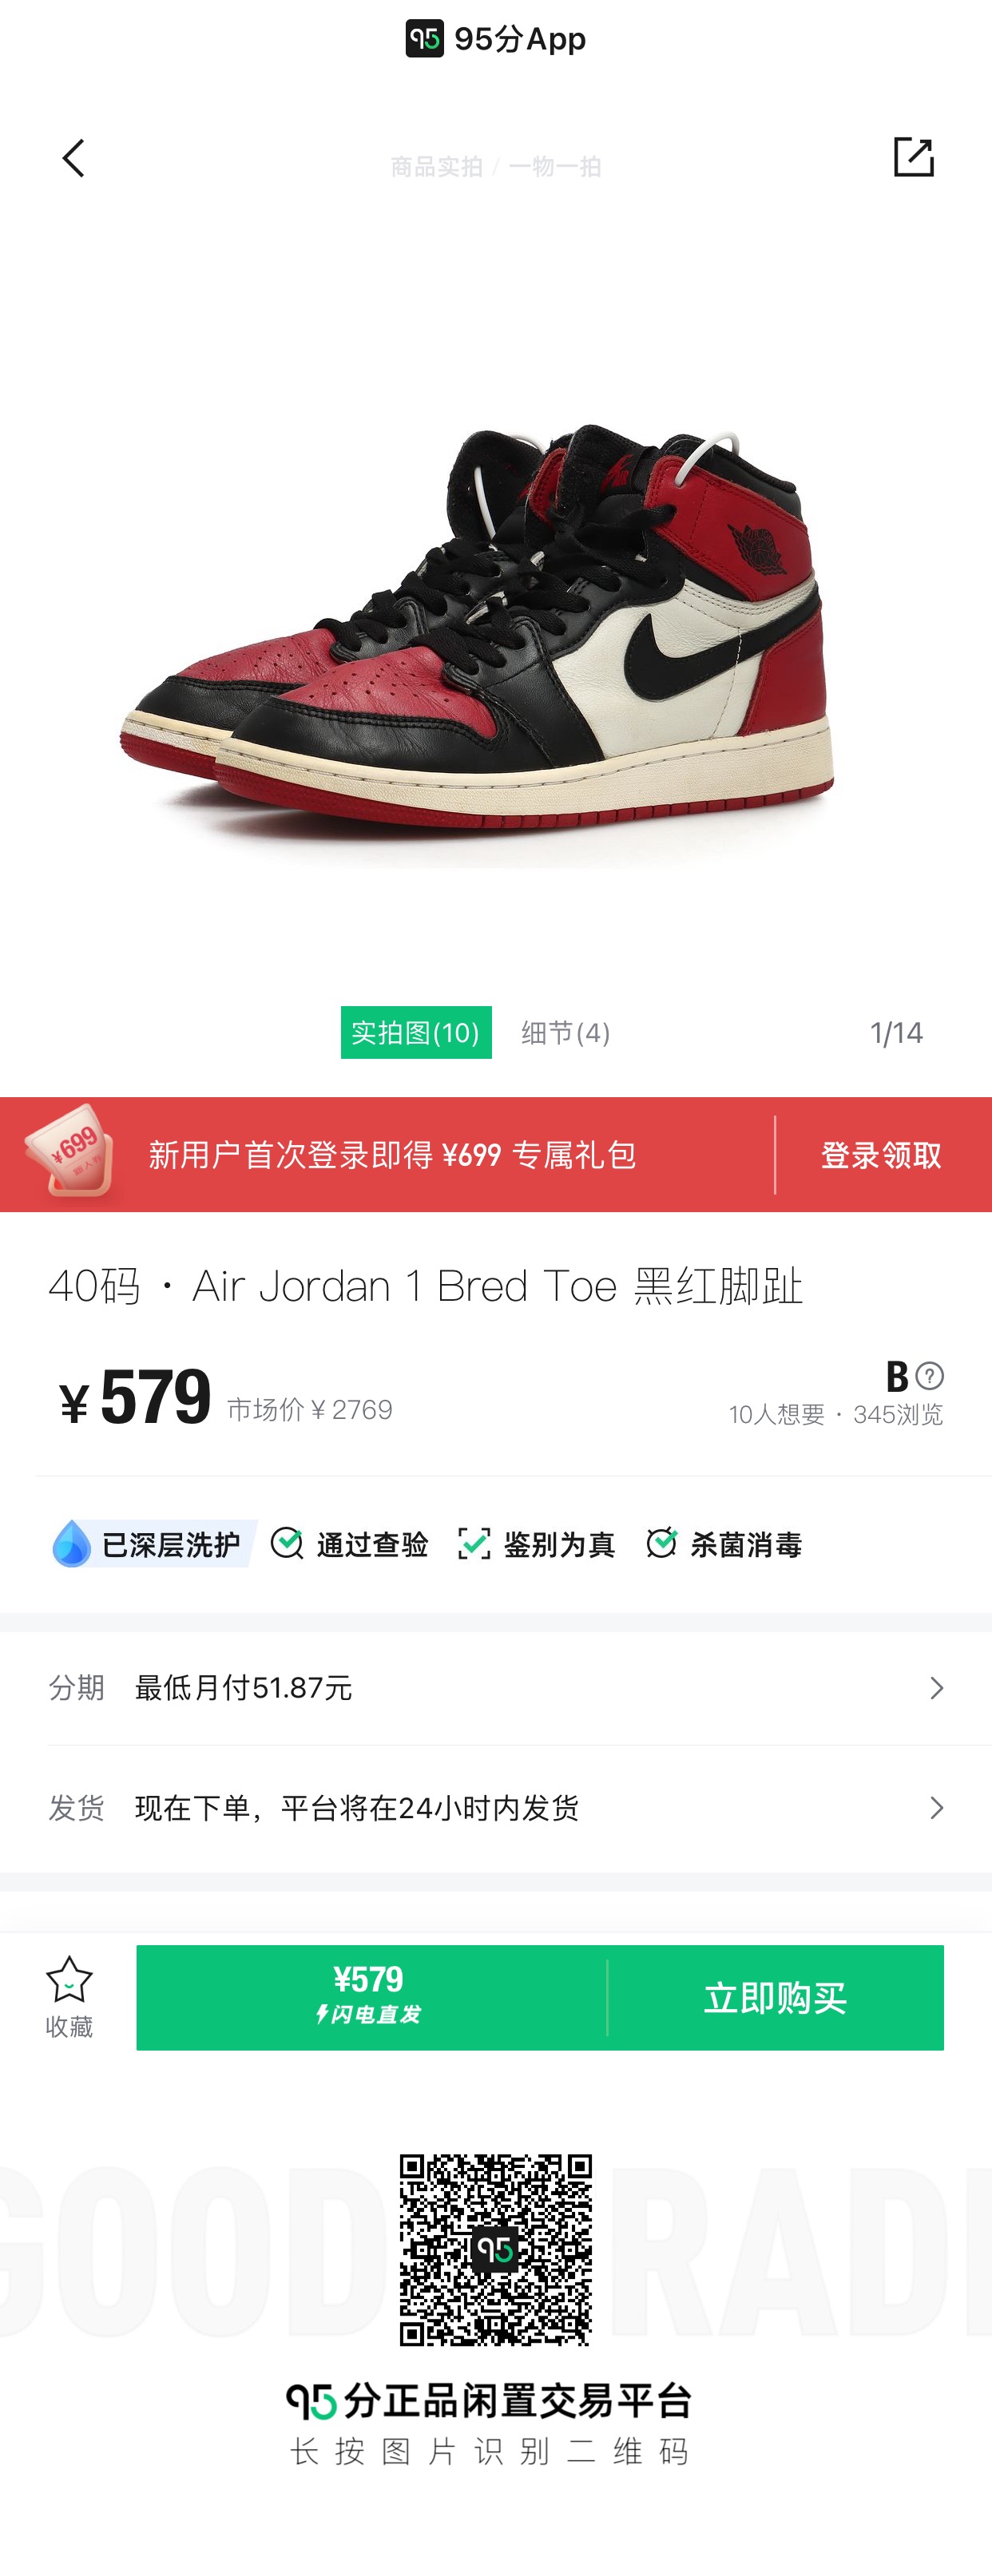 95分App
商品实拍 / 一物一拍
实拍图(10) 细节(4) 1/14
¥699 新用户首次登录即得 ¥699 专属礼包 登录领取
40码 · Air Jordan 1 Bred Toe 黑红脚趾
¥579 市场价¥2769 B ?
10人想要 · 345浏览
已深层洗护 通过查验 鉴别为真 杀菌消毒
分期 最低月付51.87元
发货 现在下单，平台将在24小时内发货
¥579
闪电直发
立即购买
收藏
GOOD RAD
95
95分正品闲置交易平台
长按图片识别二维码